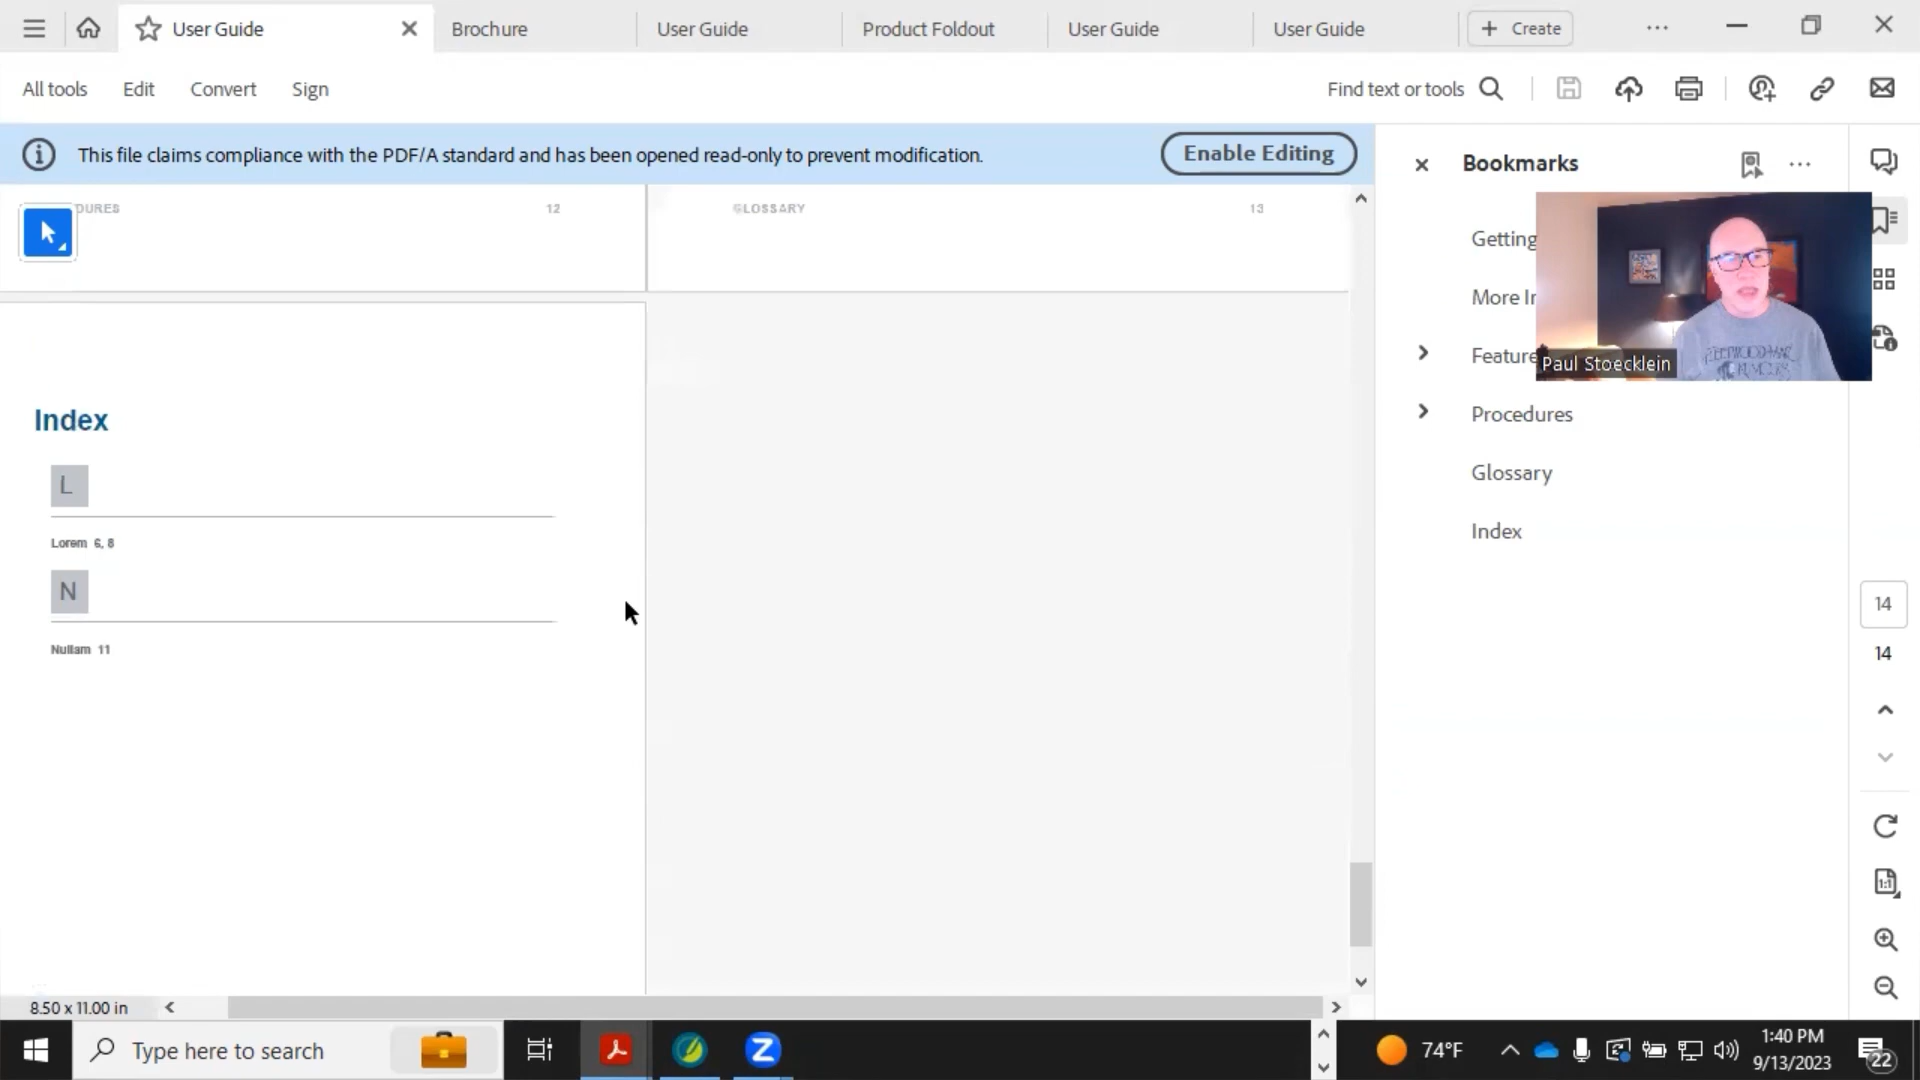 User Guide
Brochure
User Guide
Product Foldout
User Guide
User Guide
Create
All tools
Edit
Convert
Sign
Find text or tools
This file claims compliance with the PDF/A standard and has been opened read-only to prevent modification.
Enable Editing
Bookmarks
DURES
12
GLOSSARY
13
Getting
More In
Feature
Procedures
Glossary
Index
Paul Stoecklein
Index
L
Lorem 6, 8
N
Nullam 11
14
14
1:1
8.50 x 11.00 in
Type here to search
Z
74°F
1:40 PM
9/13/2023
22